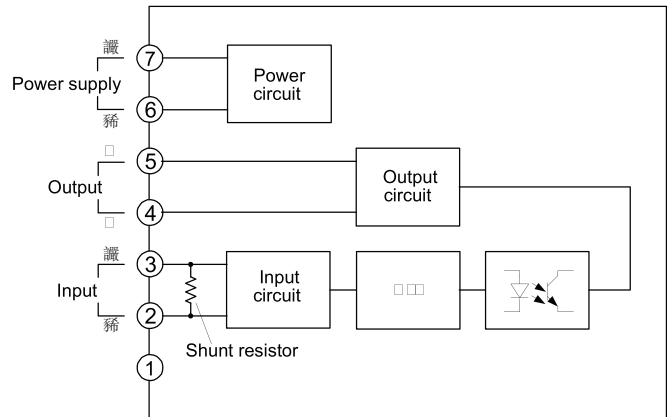 讝
7
Power supply
6
Power
circuit
5
Output
4
Output
circuit
3
Input
2
Input
circuit
Shunt resistor
1